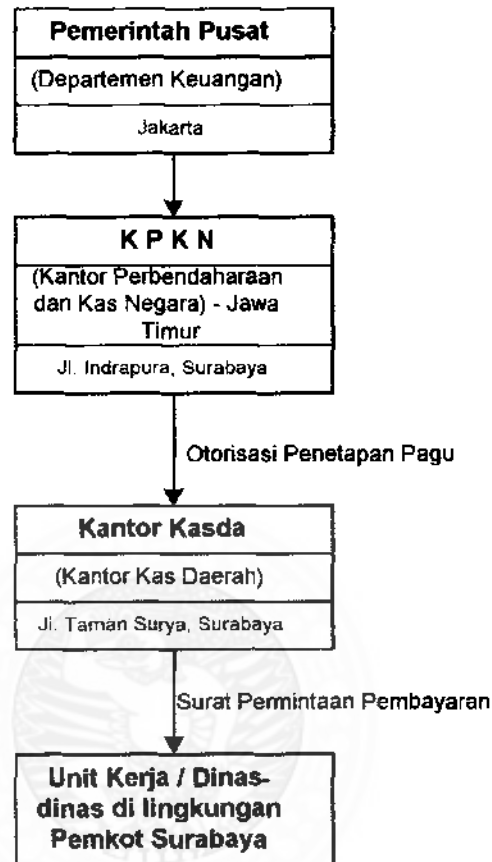 Pemerintah Pusat
(Departemen Keuangan)
Jakarta
K P K N
(Kantor Perbendaharaan
dan Kas Negara) - Jawa
Timur
Jl. Indrapura, Surabaya
Otorisasi Penetapan Pagu
Kantor Kasda
(Kantor Kas Daerah)
Jl. Taman Surya, Surabaya
Surat Permintaan Pembayaran
Unit Kerja / Dinas-
dinas di lingkungan
Pemkot Surabaya